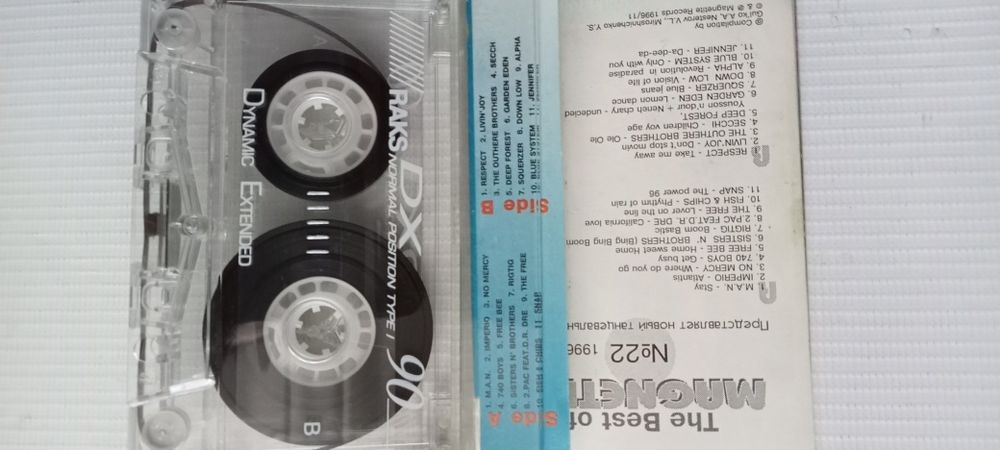 The Best of
MAGNETI
№22 1996
Представляет новый танцевальн
1. M.A.N. - Stay
2. IMPERIO - Atlantis
3. NO MERCY - Where do you go
4. 740 BOYS - Get busy
5. FREE BEE - Home sweet Home
6. SISTERS N' BROTHERS (Bing Bing Boom
7. RIGTIG - Boom Bastic
8. 2.PAC FEAT.D.R. DRE - California love
9. THE FREE - on Lover on the line
10. FISH & CHIPS - Rhythm of rain
11. SNAP - The power 96
B
1. RESPECT - Take me away
2. LIVIN'JOY - Don't stop movin
3. THE OUTHERE BROTHERS - Ole Ole
4. SECCHI - Children voy age
5. DEEP FOREST,
Yousson n'dour + Neneh chary - undecided
6. GARDEN EDEN - Lemon dance
7. SQUERZER - Blue jeans
8. DOWN LOW - Vision of life
9. ALPHA - Revolution in paradise
10. BLUE SYSTEM - Only with you
11. JENNIFER - Da-dee-da
© Compilation by
Gul'ko A.A. Nesterov V.L., Miroshnichenko Y.S.
℗ & © Magnetite Records 1996/11
Side A
1. M.A.N. 2. IMPERIO 3. NO MERCY
4. 740 BOYS 5. FREE BEE
6. SISTERS N' BROTHERS 7. RIGTIG
8. 2.PAC FEAT.D.R. DRE 9. THE FREE
10 FISH & CHIPS 11 SNAP
Side B
1. RESPECT 2. LIVIN'JOY
3. THE OUTHERE BROTHERS 4. SECCH
5. DEEP FOREST 6. GARDEN EDEN
7. SQUERZER 8. DOWN LOW 9. ALPHA
10. BLUE SYSTEM 11. JENNIFER
RAKS DX 90
NORMAL POSITION TYPE I
DYNAMIC EXTENDED
B
A